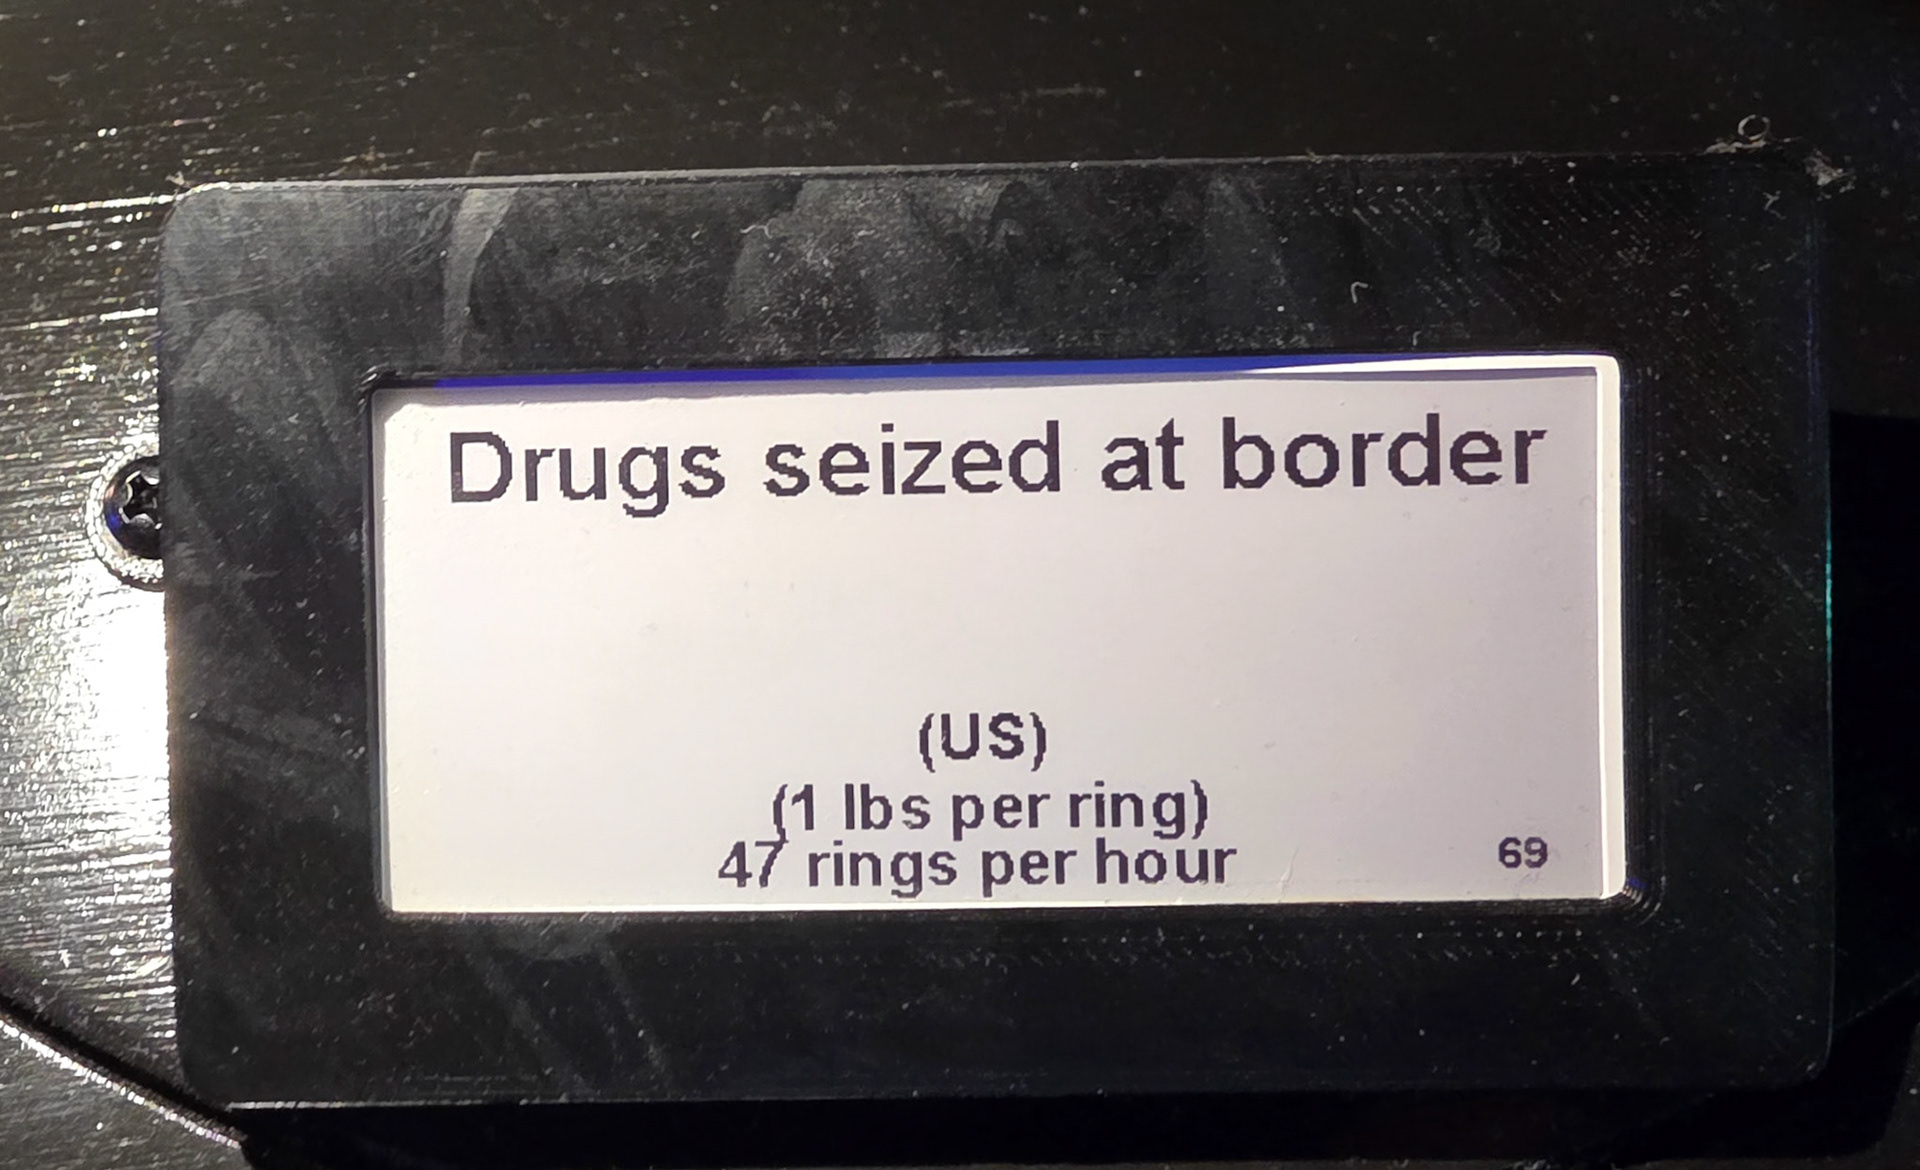 Drugs seized at border
(US)
(1 lbs per ring)
47 rings per hour
69